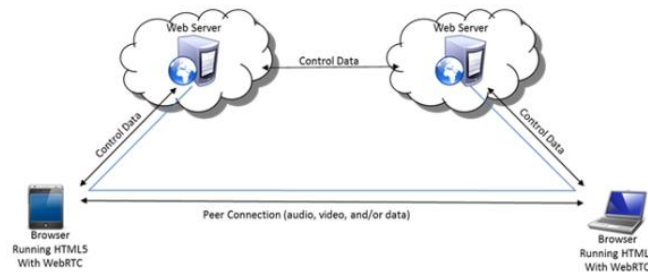 Web Server
Web Server
Control Data
Control Data
Control Data
Peer Connection (audio, video, and/or data)
Browser
Running HTML5
With WebRTC
Browser
Running HTML
With WebRTC